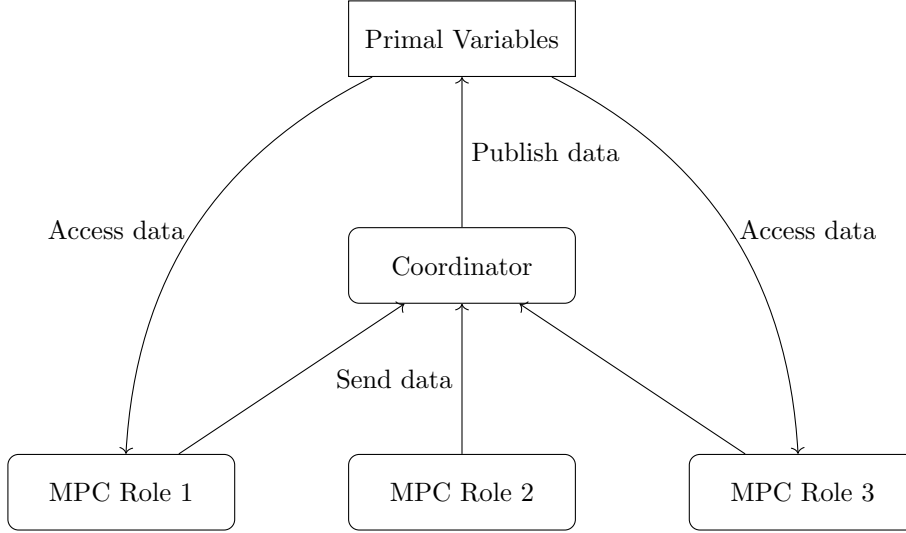 Primal Variables
Publish data
Access data
Access data
Coordinator
Send data
MPC Role 1
MPC Role 2
MPC Role 3